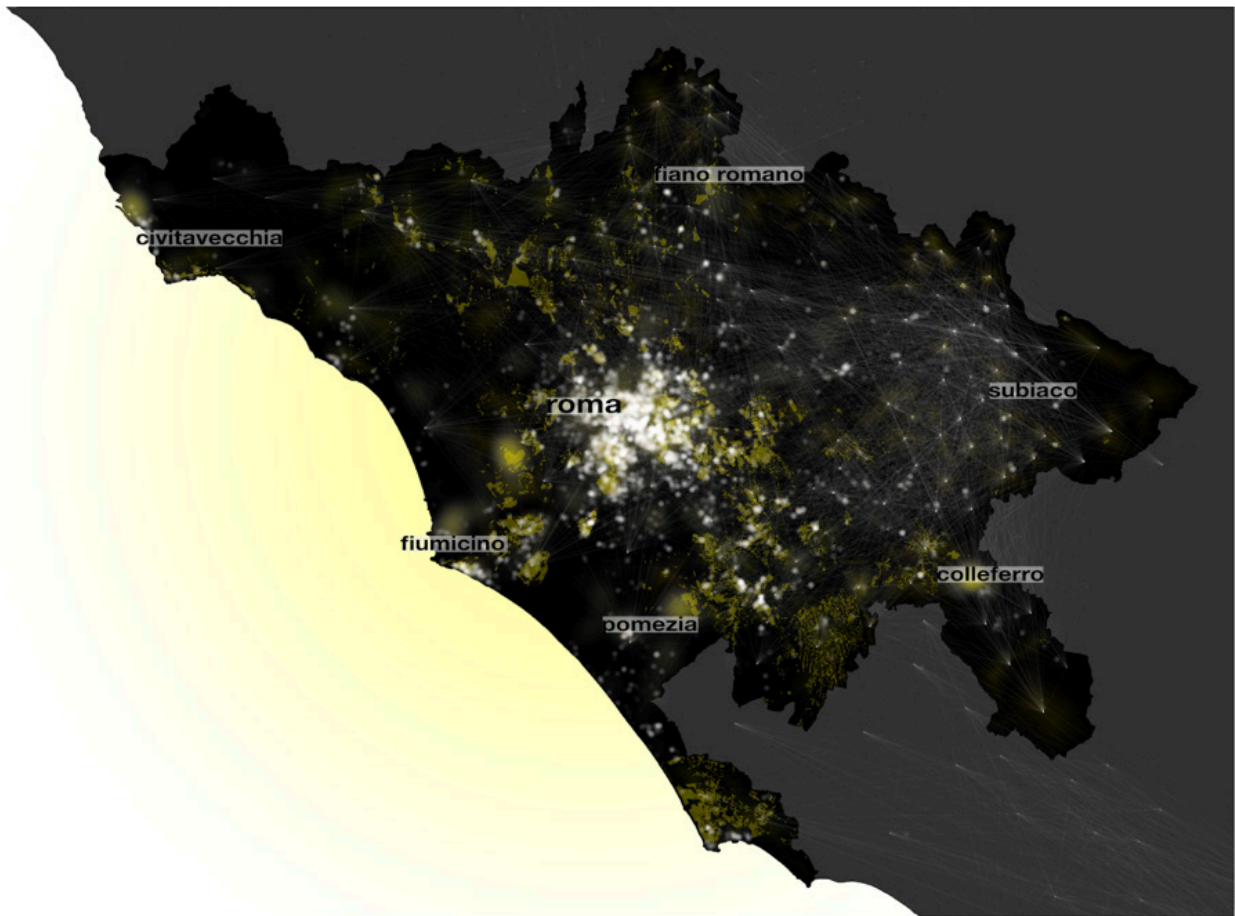 fiano romano
civitavecchia
subiaco
roma
fiumicino
colleferro
pomezia